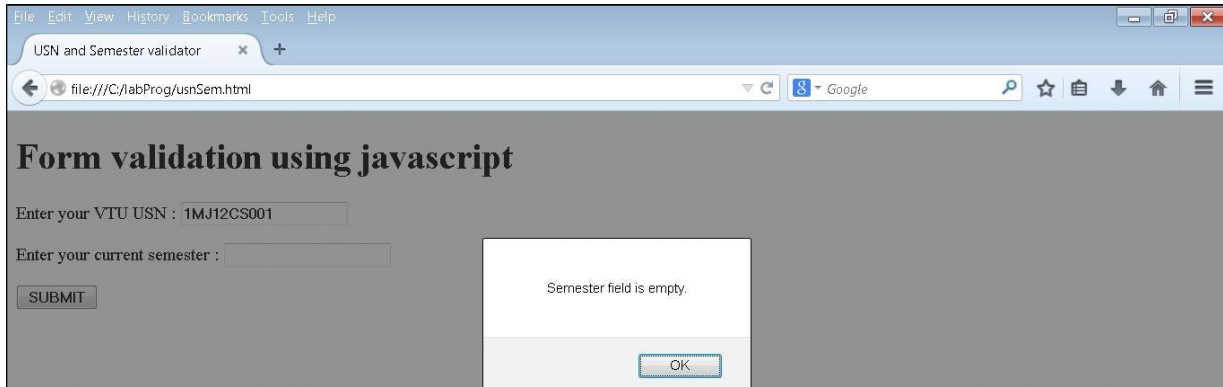 File Edit View History Bookmarks Tools Help
USN and Semester validator × +
file:///C:/labProg/usnSem.html 8 Google
Form validation using javascript
Enter your VTU USN : 1MJ12CS001
Enter your current semester :
SUBMIT
Semester field is empty.
OK